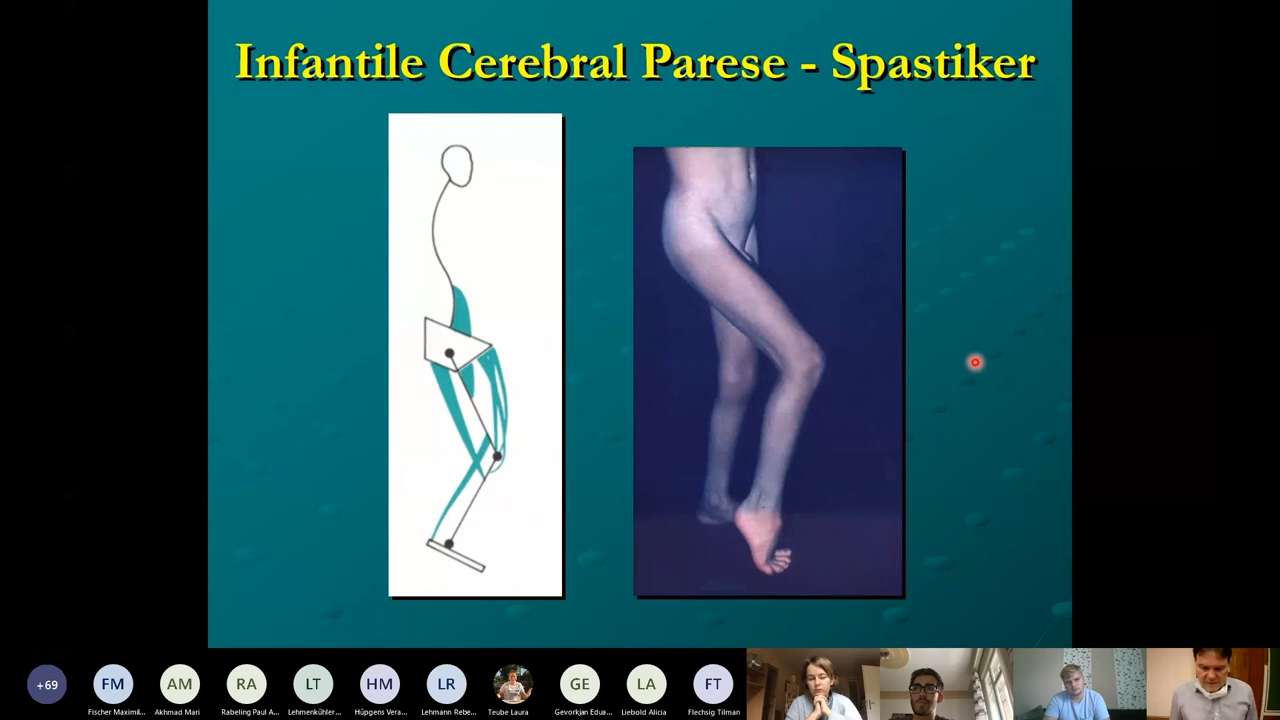 Infantile Cerebral Parese - Spastiker
+69
FM
AM
RA
LT
HM
LR
GE
LA
FT
Fischer Maximil...
Akhmad Mari
Rabeling Paul A...
Lehmenkühler...
Hüpgens Vera...
Lehmann Rebe...
Teube Laura
Gevorkjan Edua...
Liebold Alicia
Flechsig Tilman